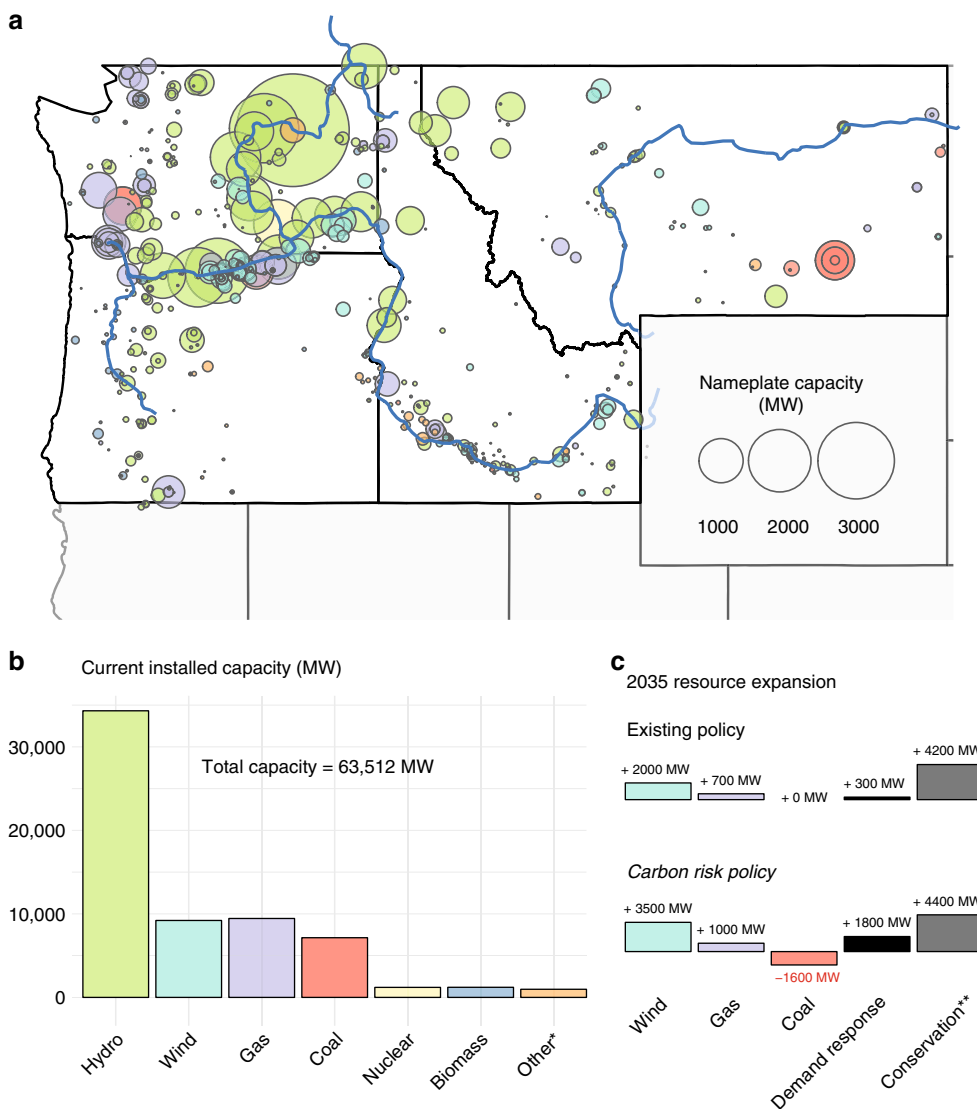 a
Nameplate capacity
(MW)
1000 2000 3000
b
Current installed capacity (MW)
Total capacity = 63,512 MW
30,000
20,000
10,000
0
Hydro
Wind
Gas
Coal
Nuclear
Biomass
Other*
c
2035 resource expansion
Existing policy
+ 2000 MW
+ 700 MW
+ 0 MW
+ 300 MW
+ 4200 MW
Carbon risk policy
+ 3500 MW
+ 1000 MW
−1600 MW
+ 1800 MW
+ 4400 MW
Wind
Gas
Coal
Demand response
Conservation**